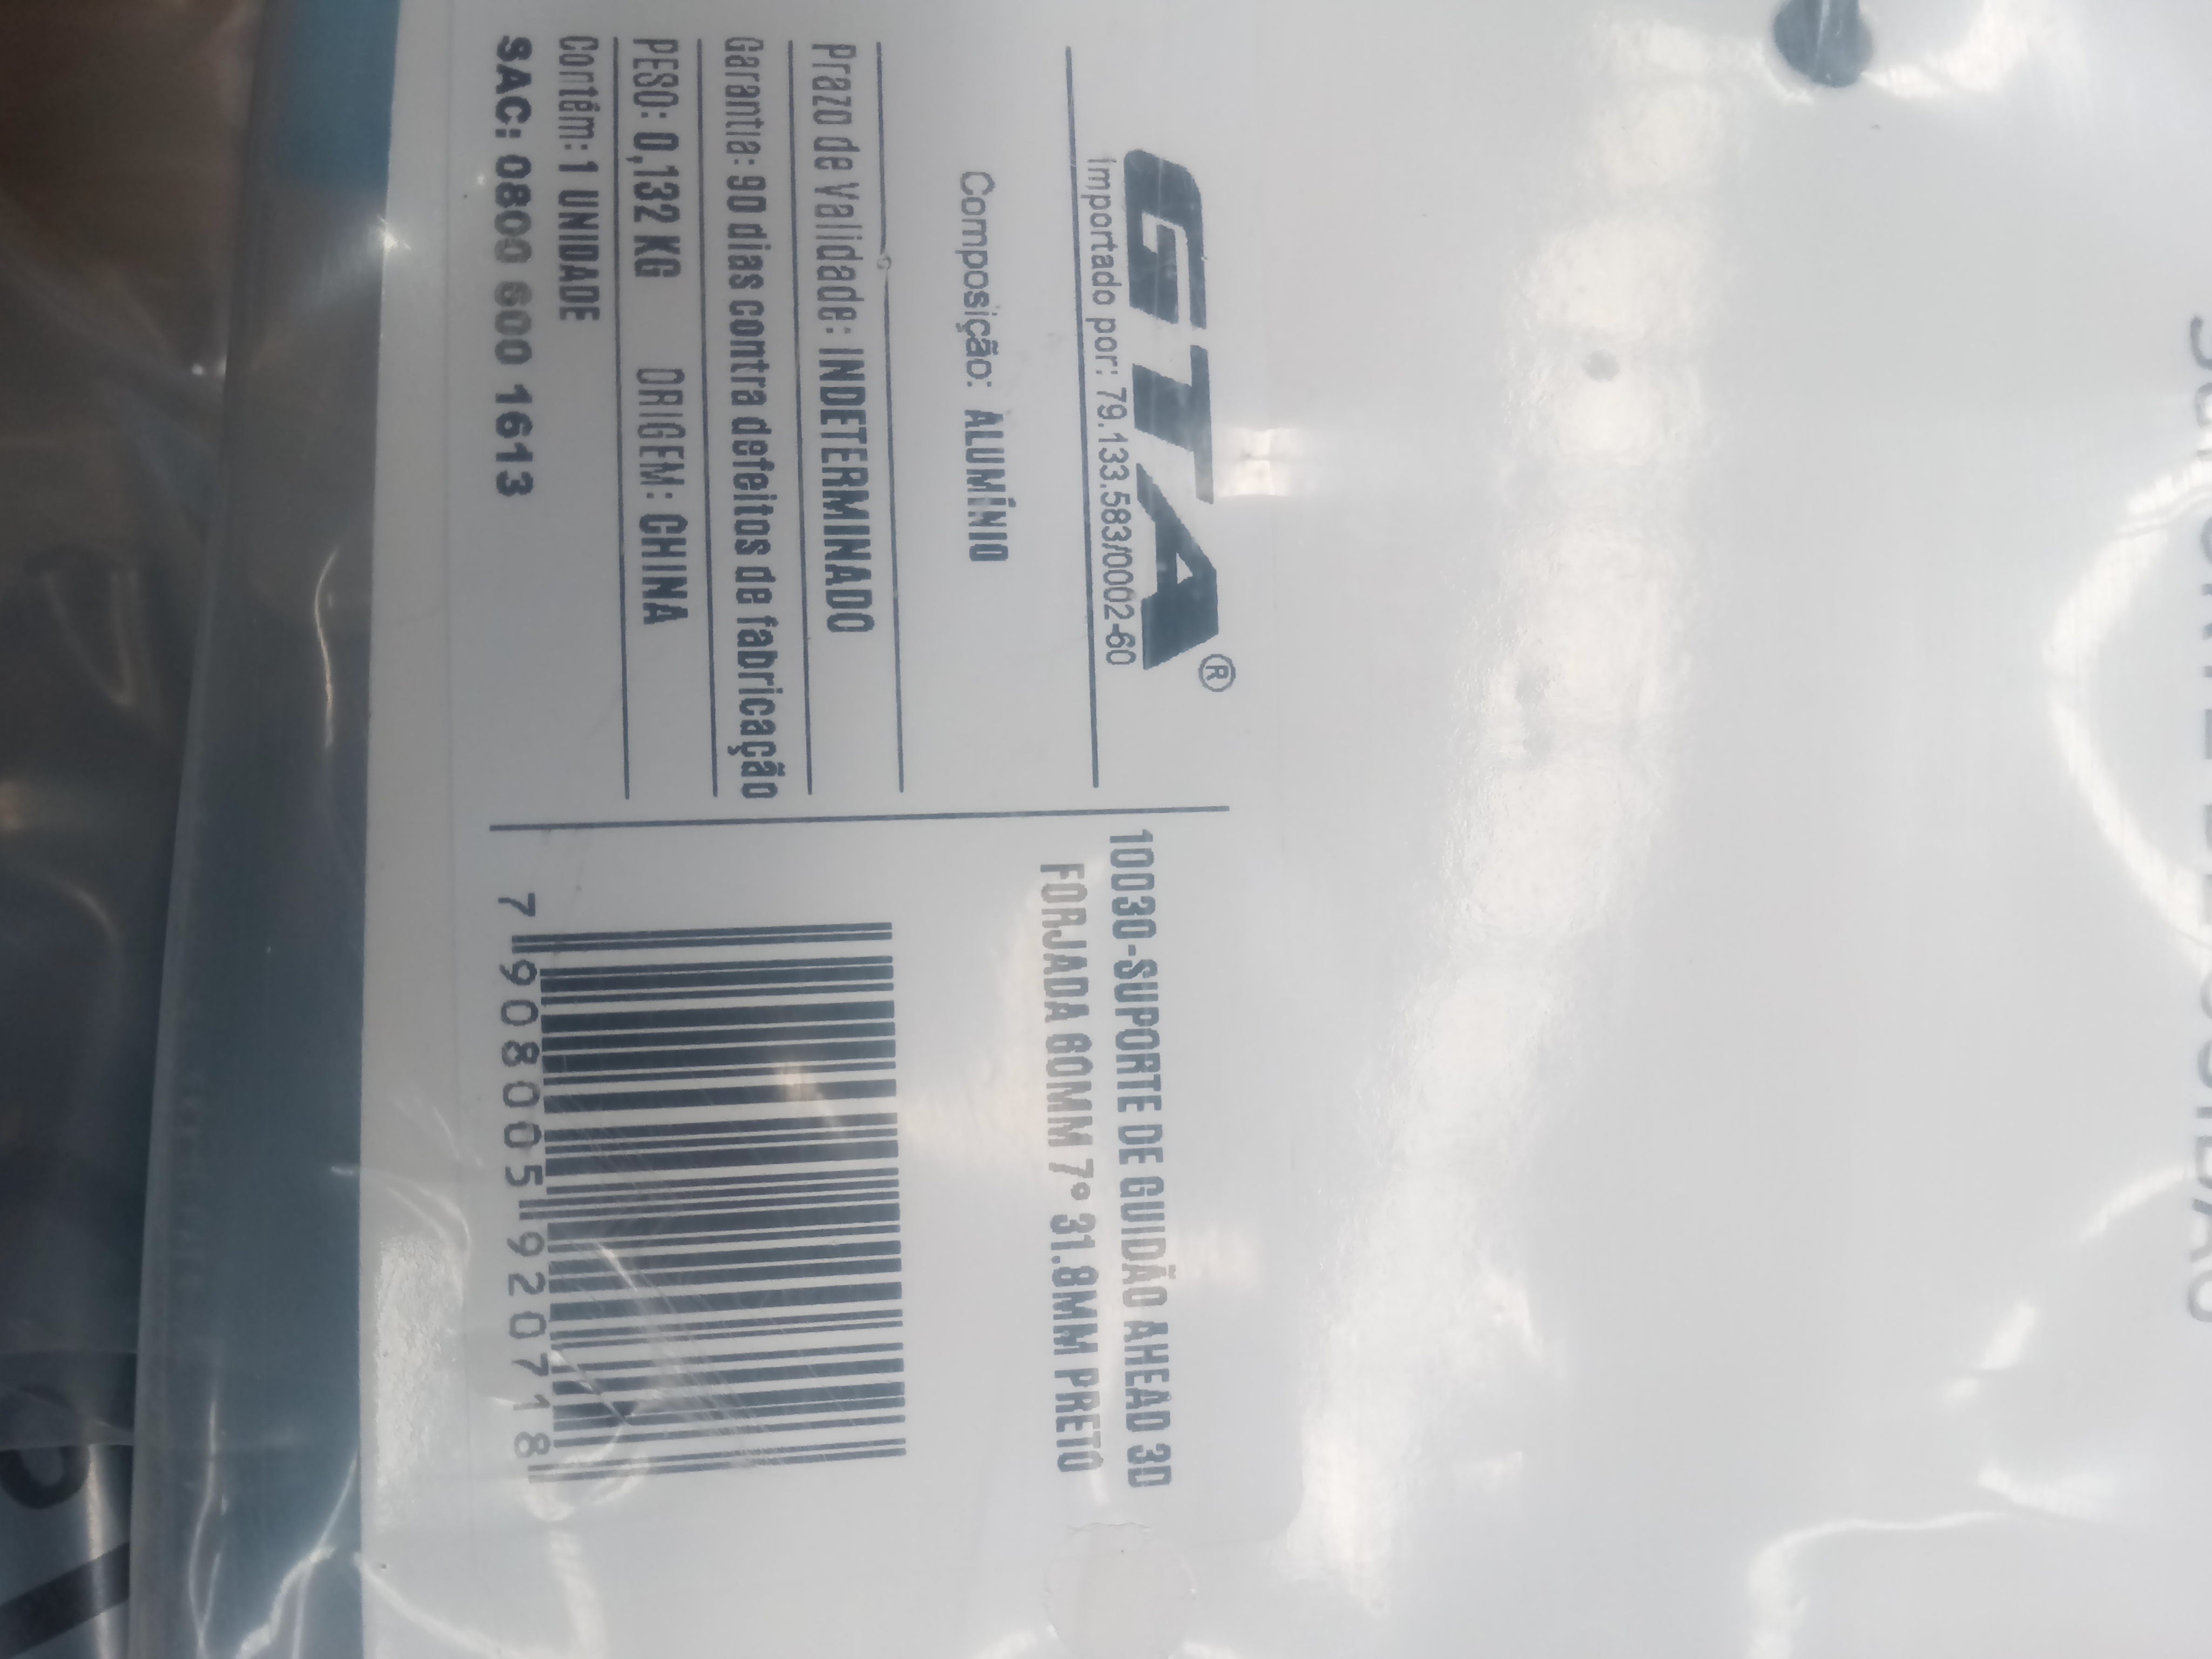 GTA®
Importado por: 79.133.583/0002-60
Composição: ALUMÍNIO
Prazo de Validade: INDETERMINADO
Garantia: 90 dias contra defeitos de fabricação
PESO: 0,132 KG ORIGEM: CHINA
Contém: 1 UNIDADE
SAC: 0800 600 1613
10030-SUPORTE DE GUIDÃO AHEAD 3D
FORJADA 60MM 7° 31.8MM PRETO
7 908005 920718